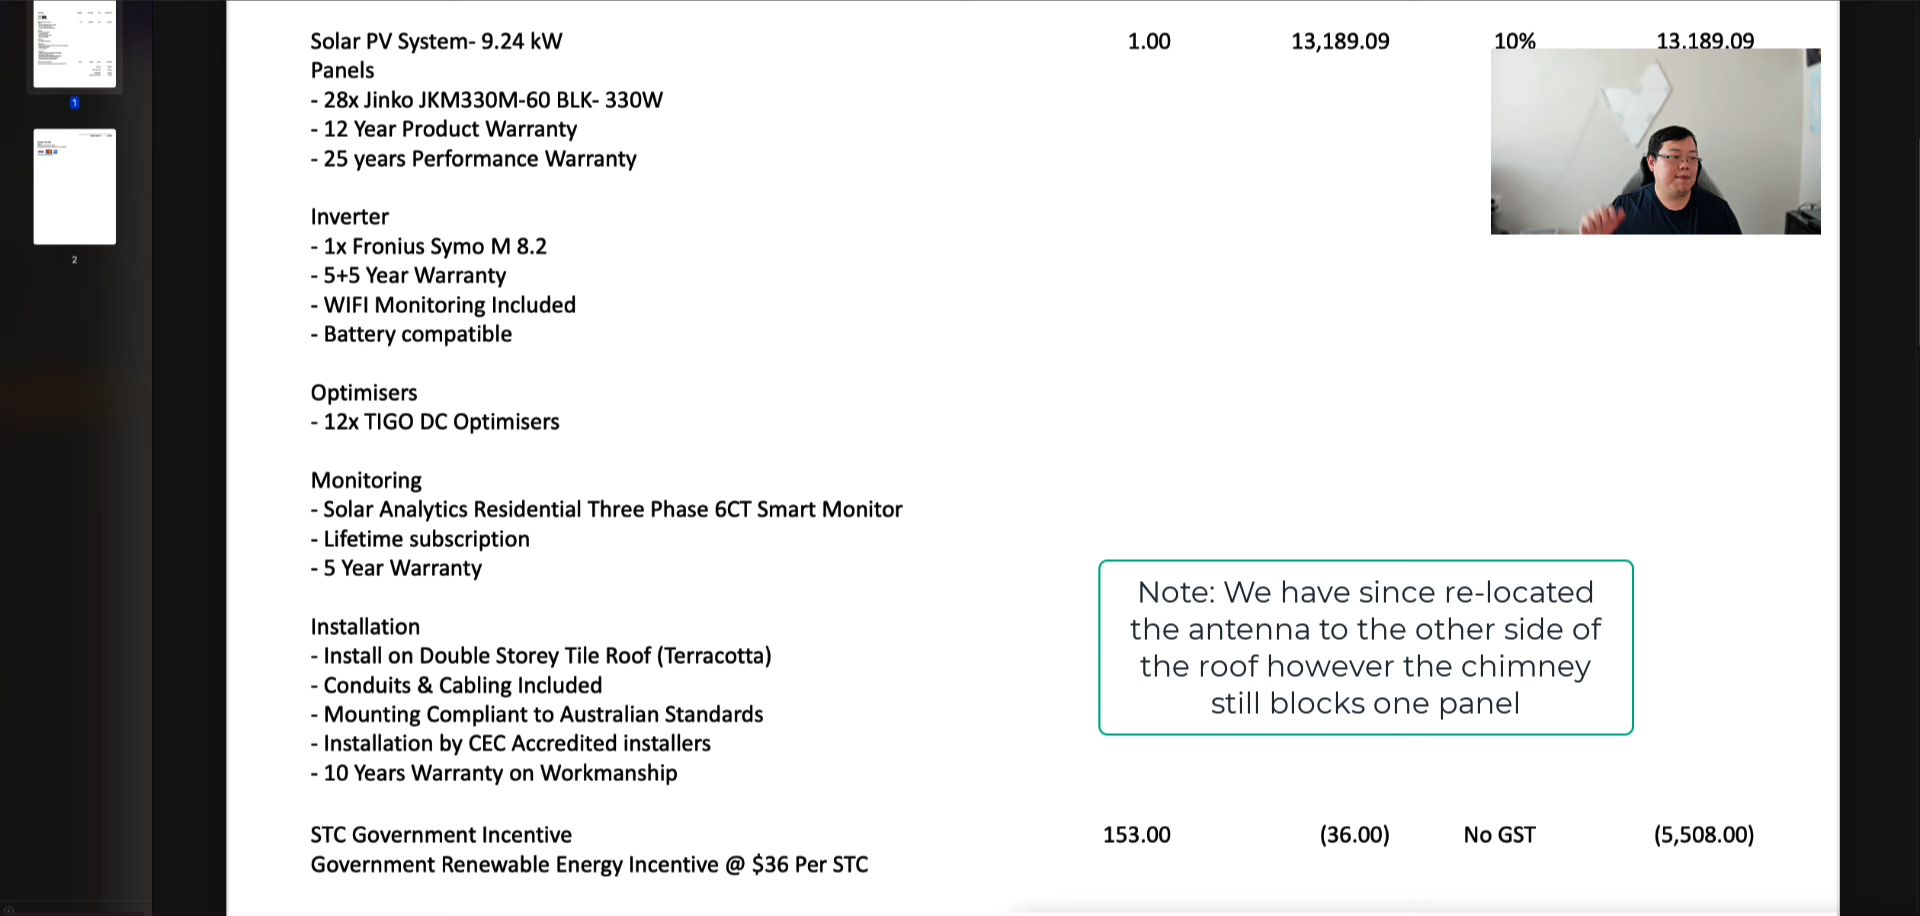 Solar PV System- 9.24 kW 1.00 13,189.09 10% 13,189.09
Panels
- 28x Jinko JKM330M-60 BLK- 330W
- 12 Year Product Warranty
- 25 years Performance Warranty
Inverter
- 1x Fronius Symo M 8.2
- 5+5 Year Warranty
- WIFI Monitoring Included
- Battery compatible
Optimisers
- 12x TIGO DC Optimisers
Monitoring
- Solar Analytics Residential Three Phase 6CT Smart Monitor
- Lifetime subscription
- 5 Year Warranty
Installation
- Install on Double Storey Tile Roof (Terracotta)
- Conduits & Cabling Included
- Mounting Compliant to Australian Standards
- Installation by CEC Accredited installers
- 10 Years Warranty on Workmanship
STC Government Incentive 153.00 (36.00) No GST (5,508.00)
Government Renewable Energy Incentive @ $36 Per STC
Note: We have since re-located
the antenna to the other side of
the roof however the chimney
still blocks one panel
1
2